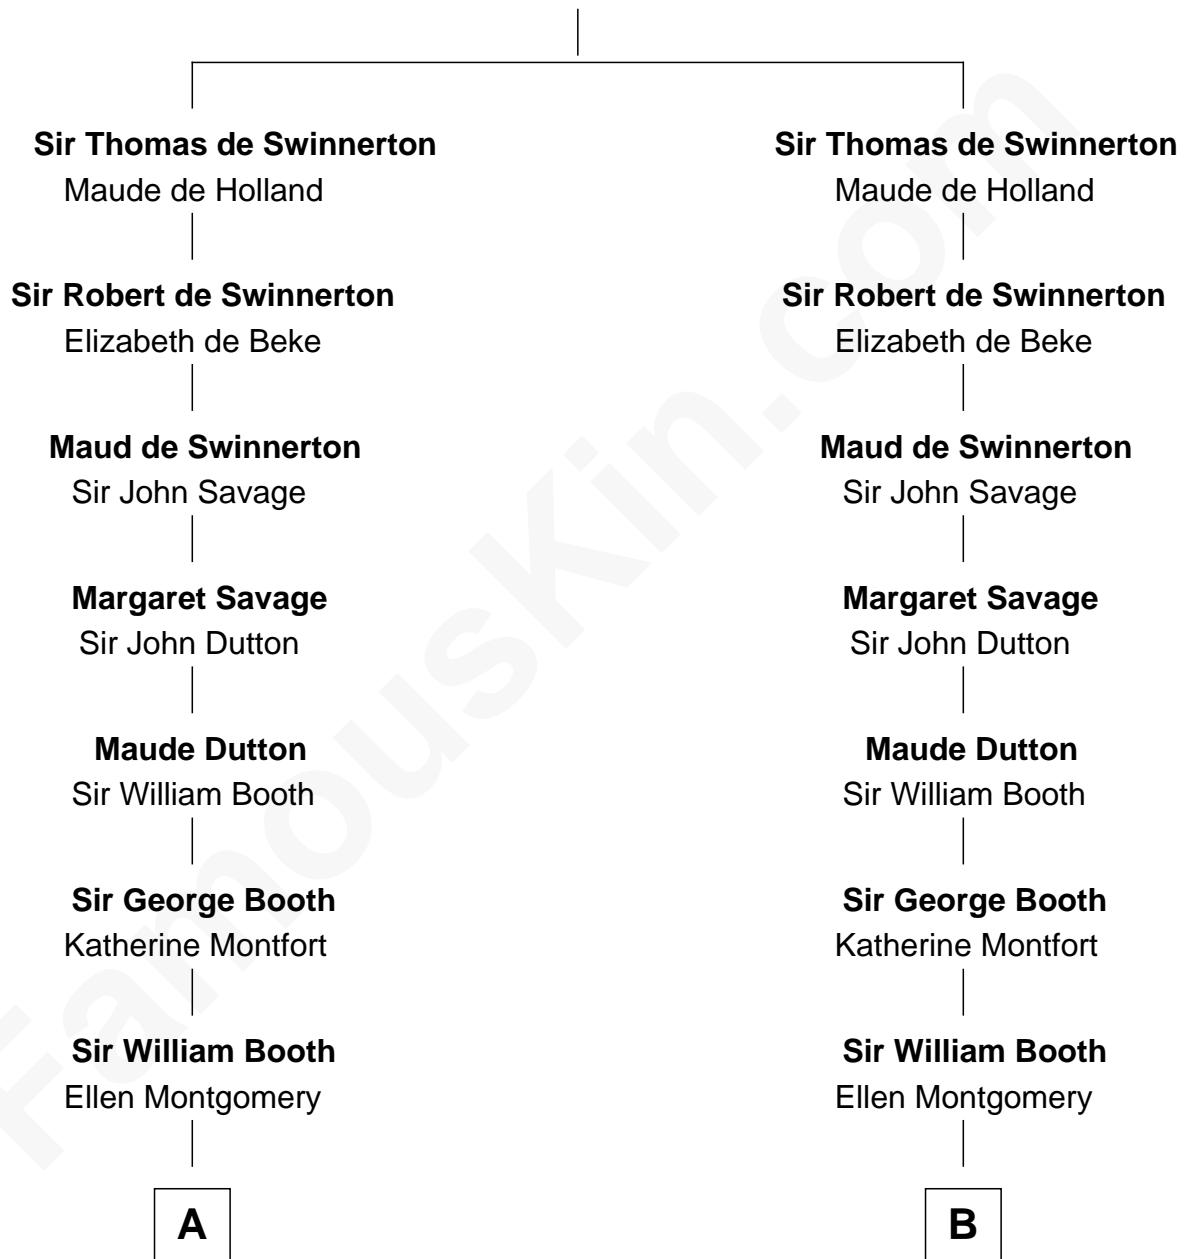 Sir Thomas de Swinnerton
Maude de Holland
Sir Robert de Swinnerton
Elizabeth de Beke
Maud de Swinnerton
Sir John Savage
Margaret Savage
Sir John Dutton
Maude Dutton
Sir William Booth
Sir George Booth
Katherine Montfort
Sir William Booth
Ellen Montgomery
A
Sir Thomas de Swinnerton
Maude de Holland
Sir Robert de Swinnerton
Elizabeth de Beke
Maud de Swinnerton
Sir John Savage
Margaret Savage
Sir John Dutton
Maude Dutton
Sir William Booth
Sir George Booth
Katherine Montfort
Sir William Booth
Ellen Montgomery
B
FamousKin.com